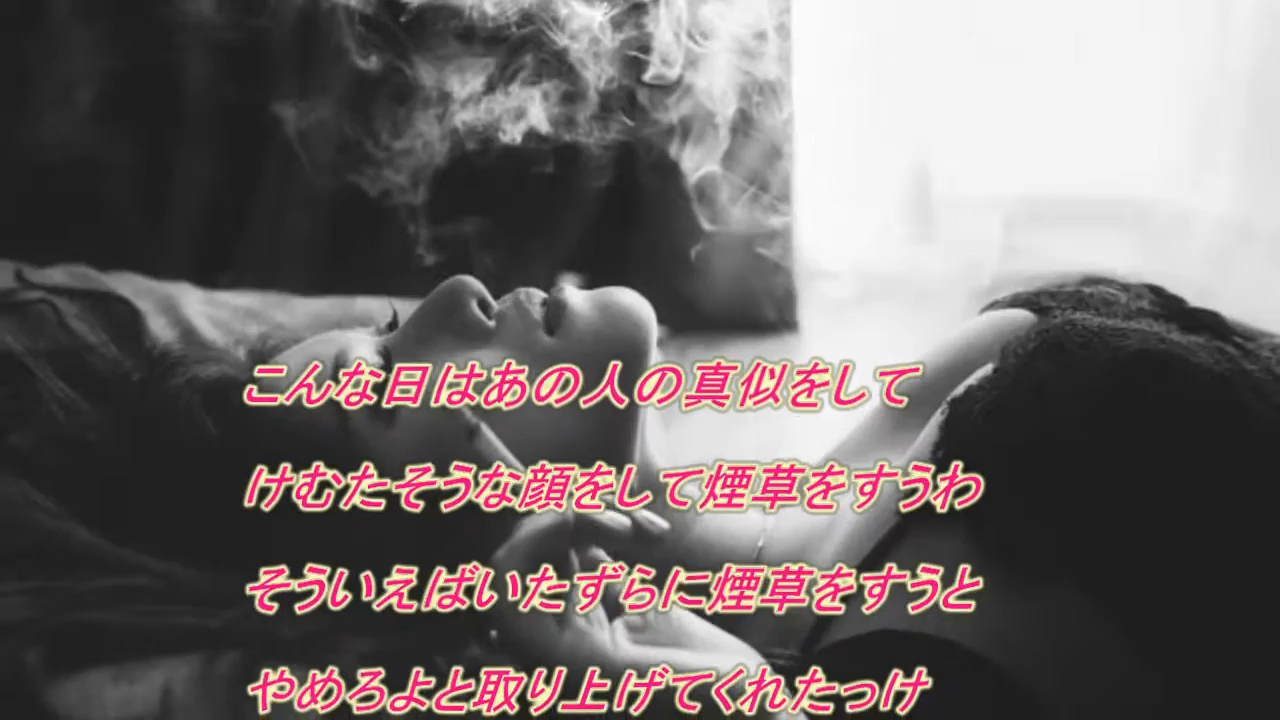 こんな日はあの人の真似をして
けむたそうな顔をして煙草をすうわ
そういえばいたずらに煙草をすうと
やめろよと取り上げてくれたっけ